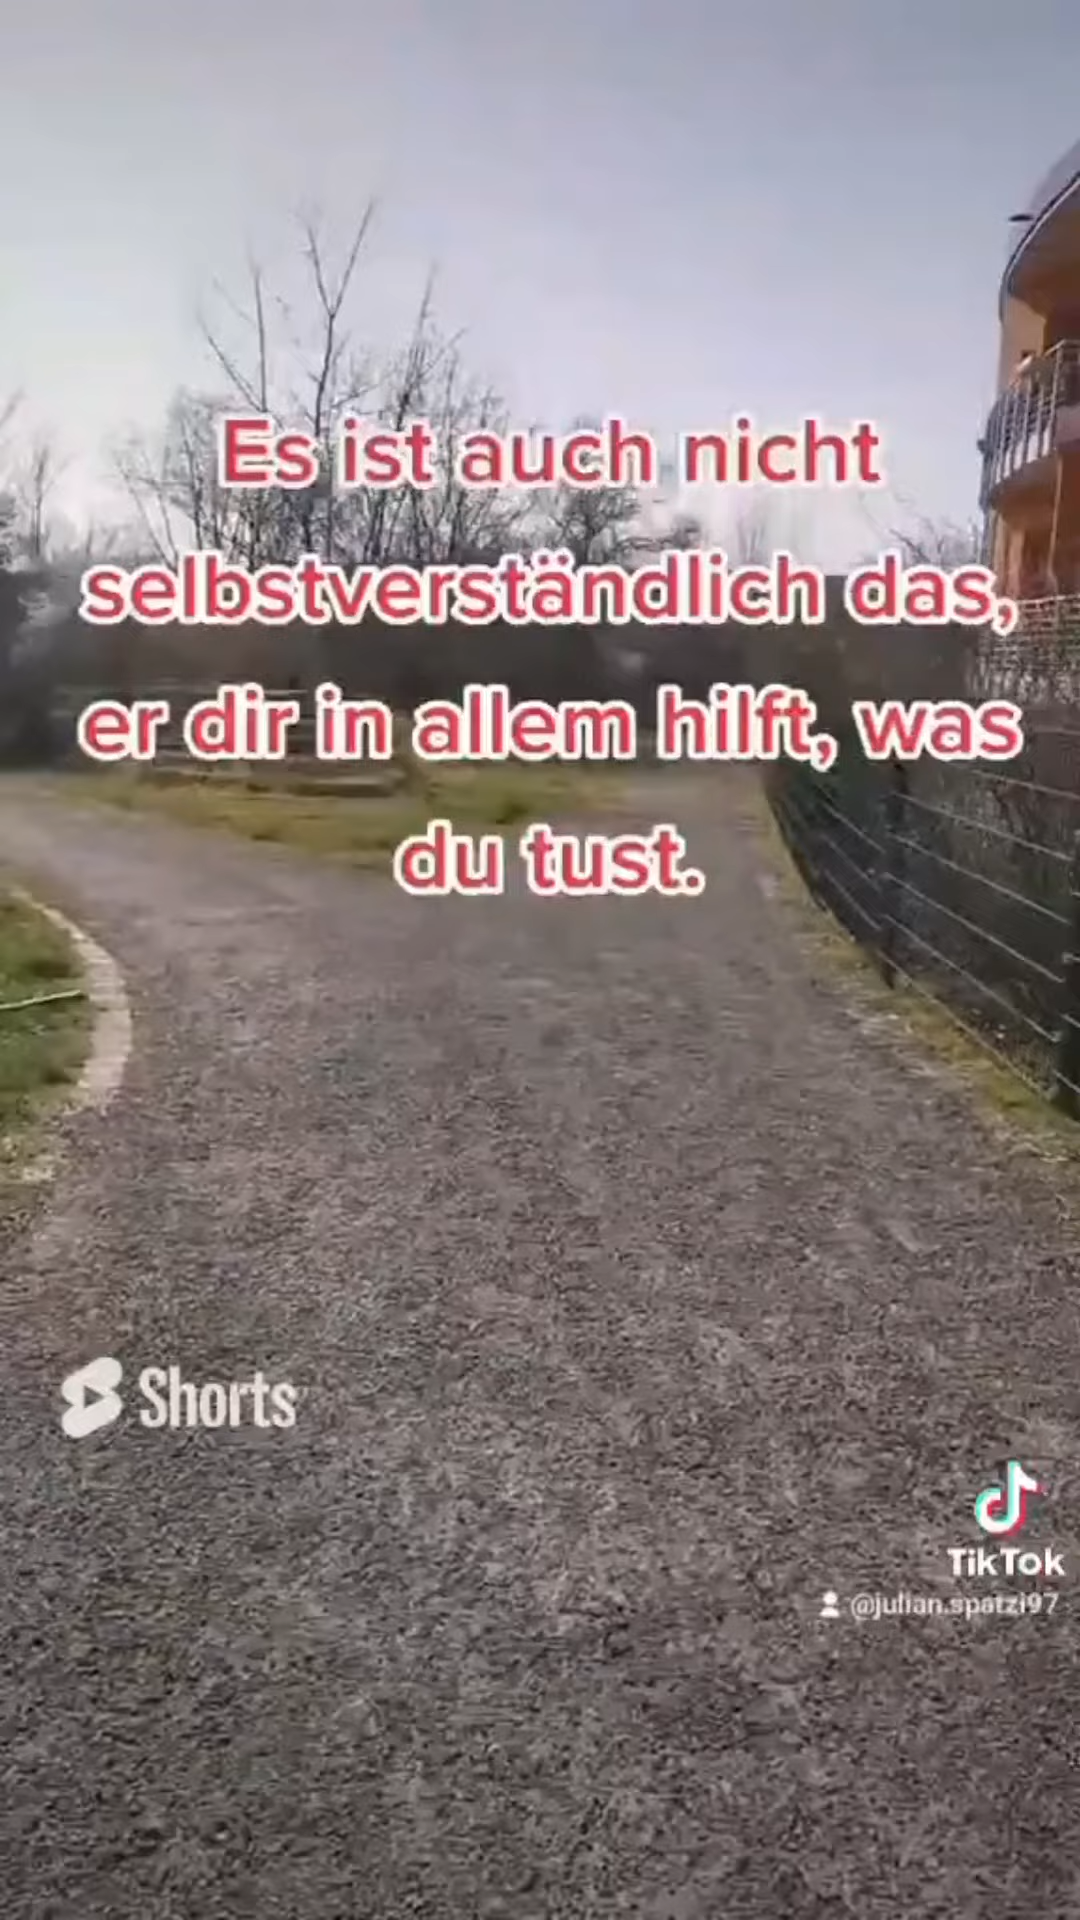 Es ist auch nicht
selbstverständlich das,
er dir in allem hilft, was
du tust.
Shorts
TikTok
@julian.spatzi97